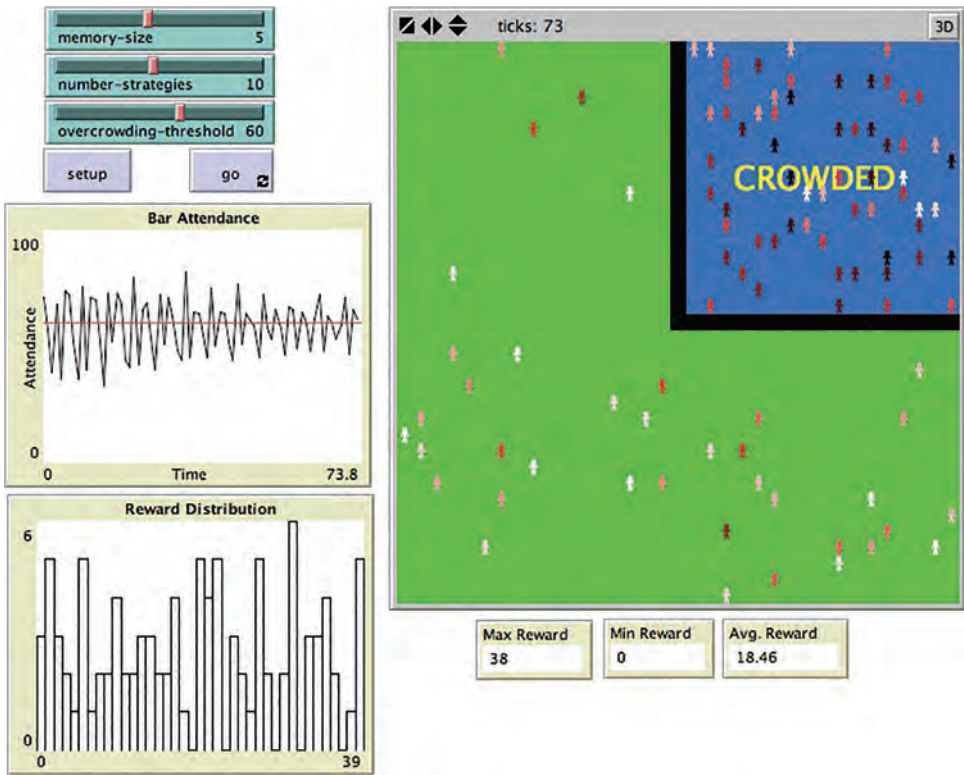 memory-size 5
number-strategies 10
overcrowding-threshold 60
setup go
Bar Attendance
100
Attendance
0
0 Time 73.8
Reward Distribution
6
0
0 39
ticks: 73 3D
CROWDED
Max Reward
38
Min Reward
0
Avg. Reward
18.46